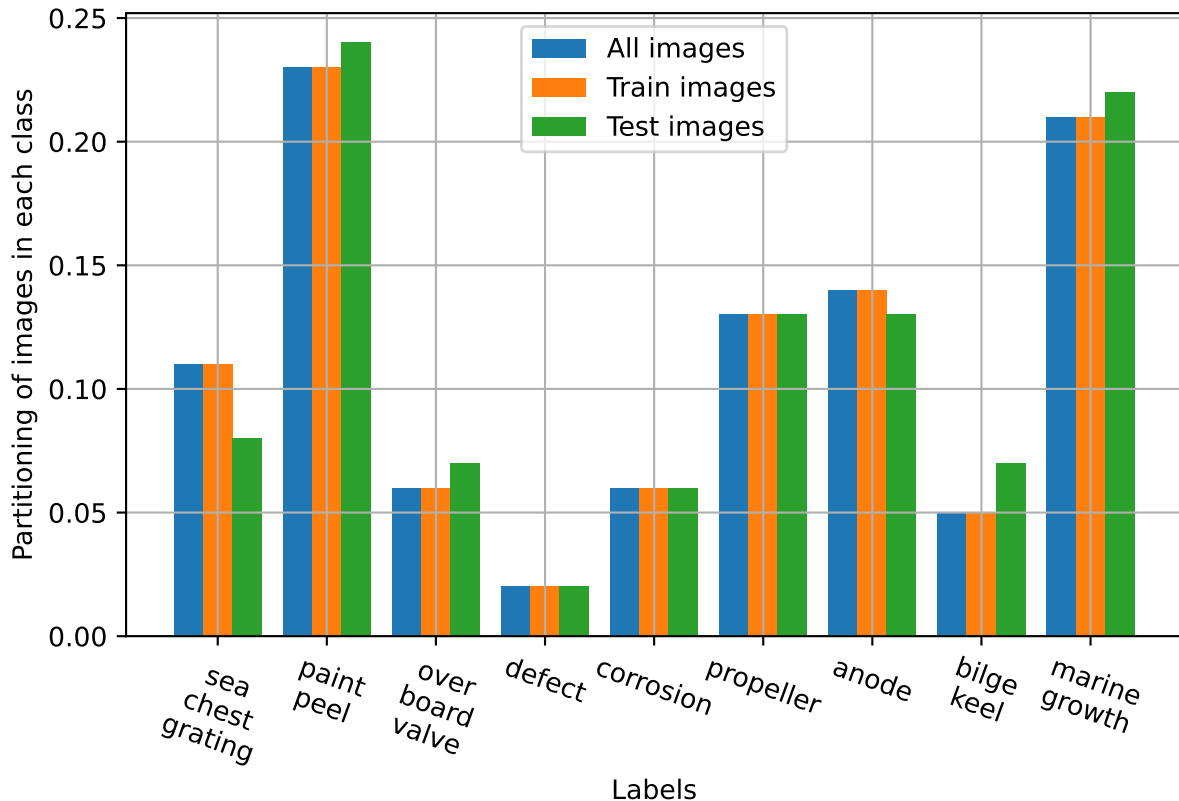 Partitioning of images in each class
0.25
0.20
0.15
0.10
0.05
0.00
All images
Train images
Test images
sea
chest
grating
paint
peel
over
board
valve
defect
corrosion
propeller
anode
bilge
keel
marine
growth
Labels